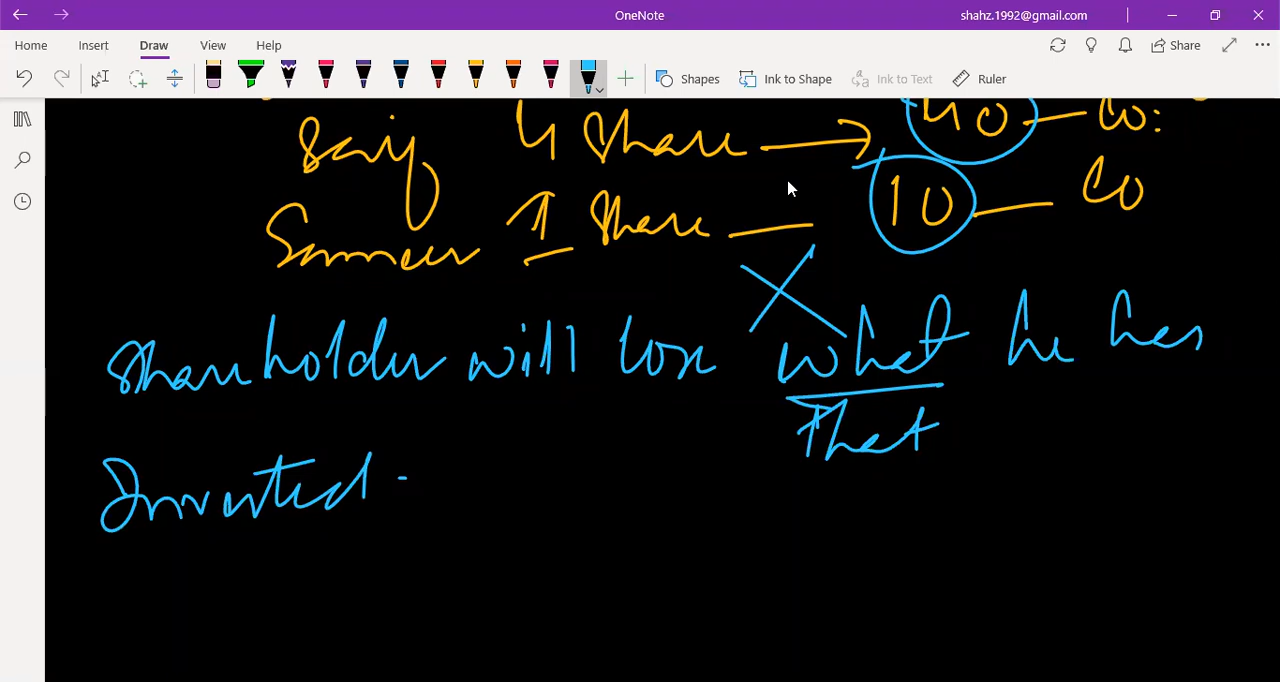 OneNote
shahz.1992@gmail.com
Home Insert Draw View Help Share
Shapes Ink to Shape Ink to Text Ruler
4 Share → 40 — Co:
Sameer 1 Share — 10 — Co
Shareholder will lose what he has
That
Invested